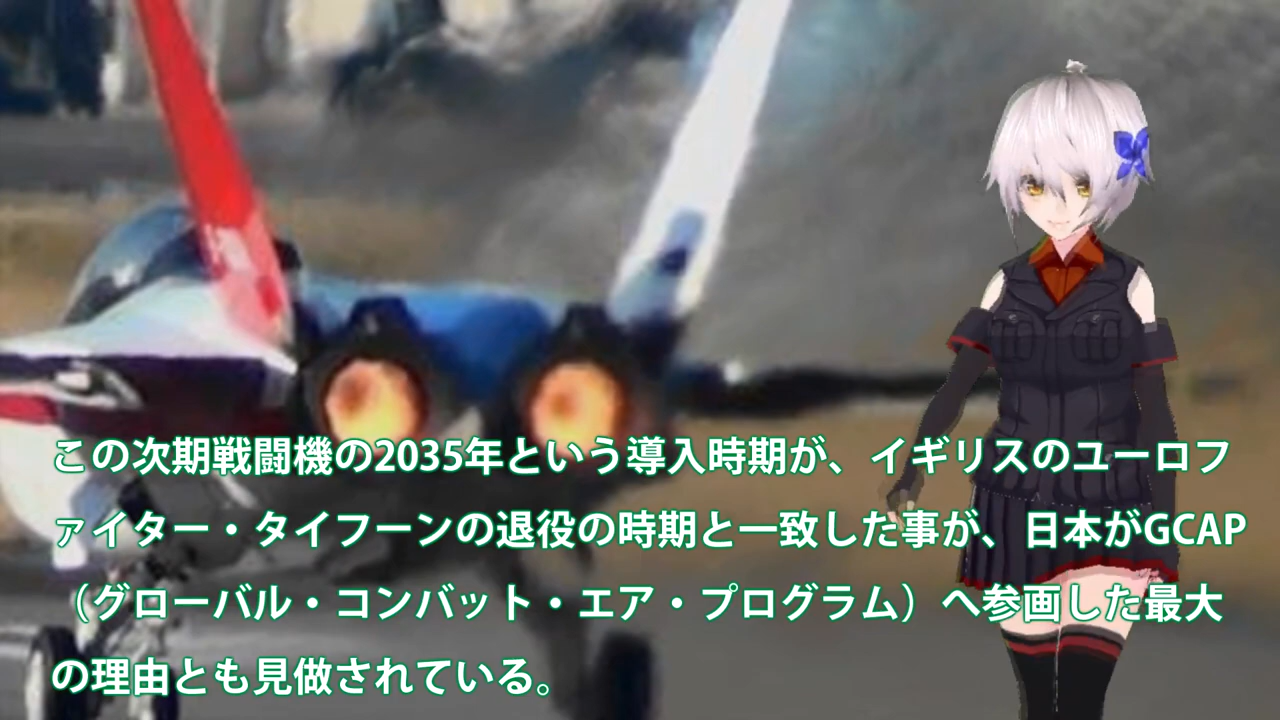 この次期戦闘機の2035年という導入時期が、イギリスのユーロフ
ァイター・タイフーンの退役の時期と一致した事が、日本がGCAP
（グローバル・コンバット・エア・プログラム）へ参画した最大
の理由とも見做されている。